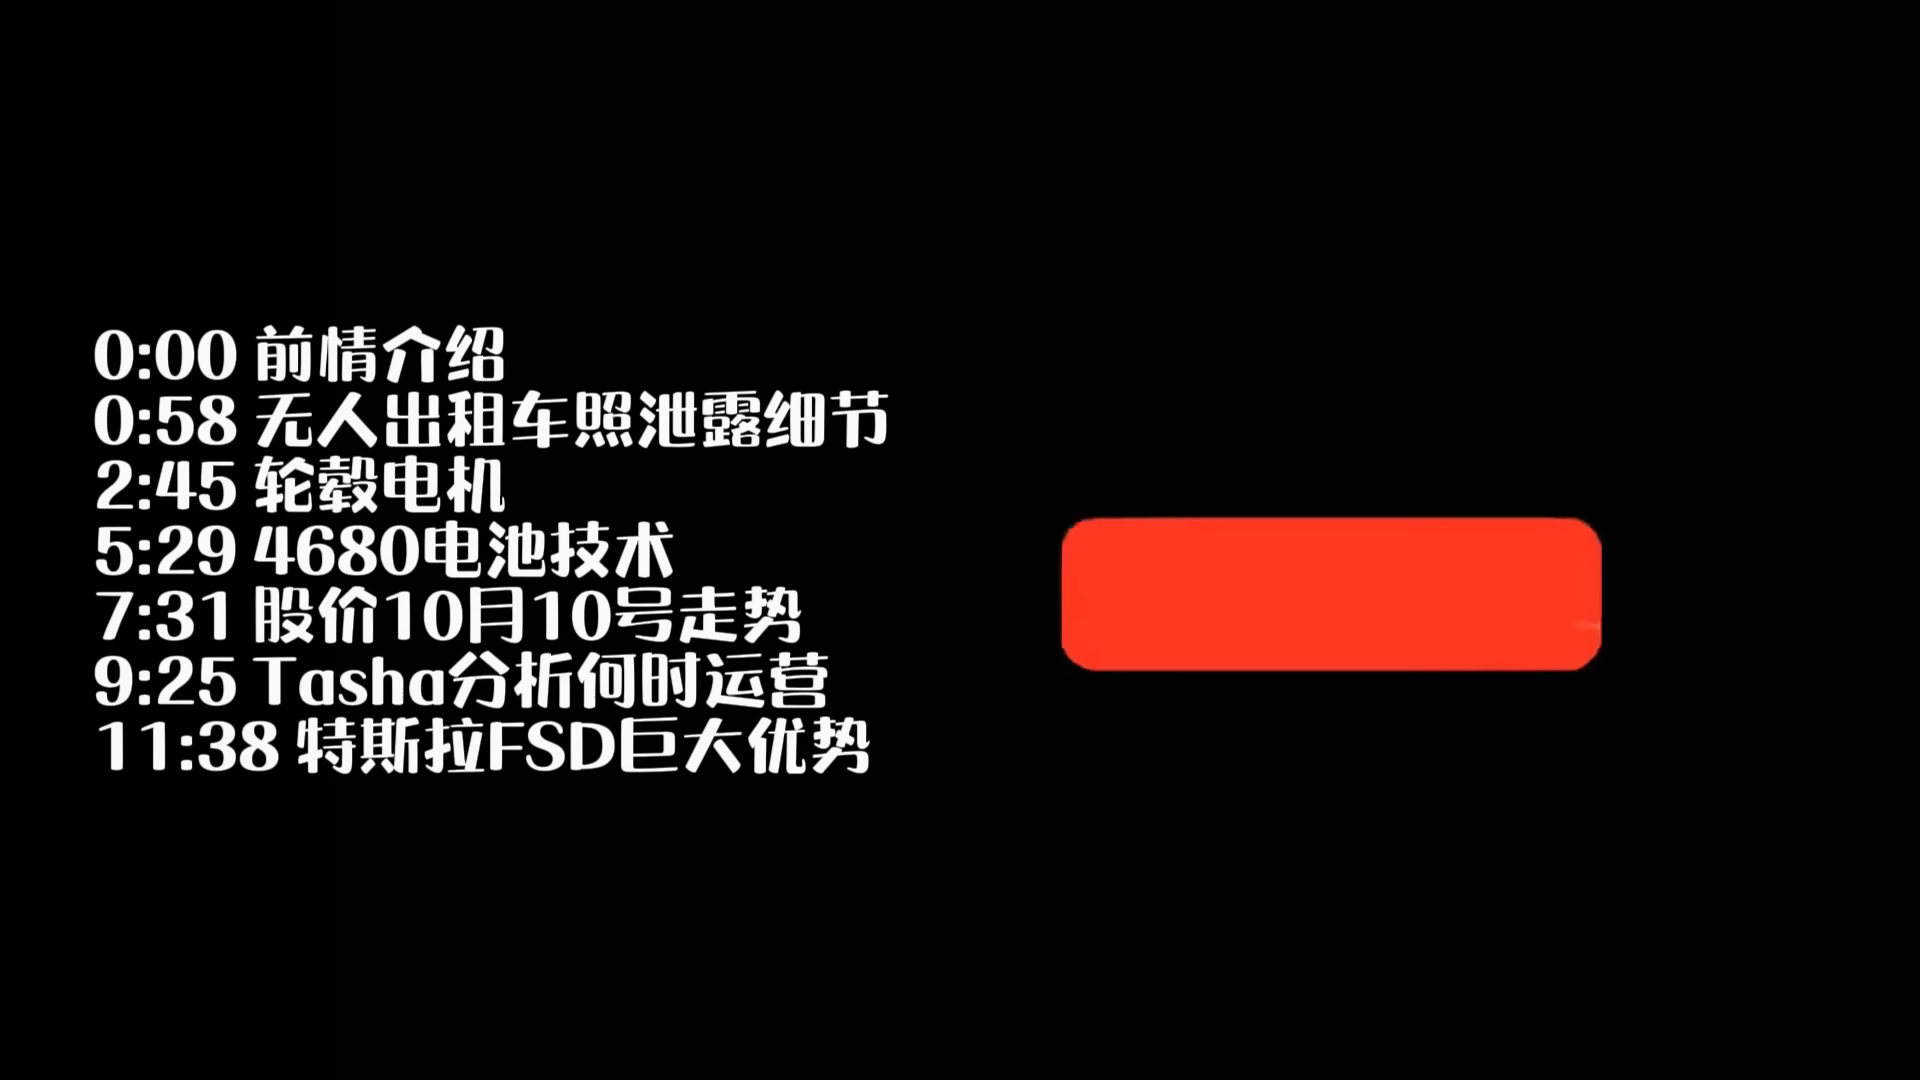 0:00 前情介绍
0:58 无人出租车照泄露细节
2:45 轮毂电机
5:29 4680电池技术
7:31 股价10月10号走势
9:25 Tasha分析何时运营
11:38 特斯拉FSD巨大优势